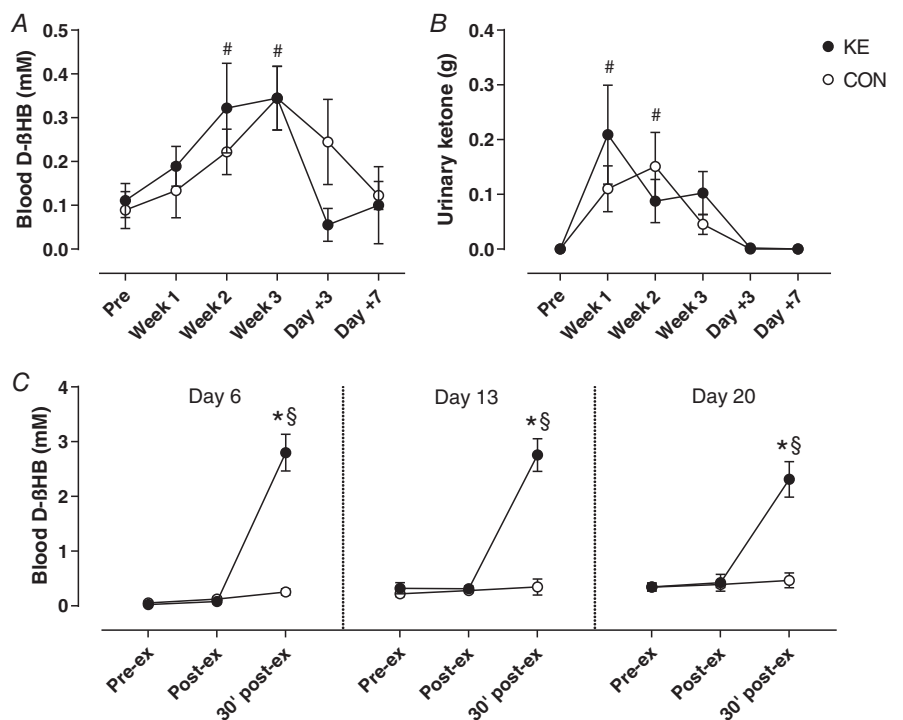 A
Blood D-ßHB (mM)
0.5
0.4
0.3
0.2
0.1
0.0
#
#
Pre
Week 1
Week 2
Week 3
Day +3
Day +7
B
Urinary ketone (g)
0.4
0.3
0.2
0.1
0.0
#
#
Pre
Week 1
Week 2
Week 3
Day +3
Day +7
KE
CON
C
Blood D-ßHB (mM)
4
3
2
1
0
Day 6
*§
Pre-ex
Post-ex
30' post-ex
Day 13
*§
Pre-ex
Post-ex
30' post-ex
Day 20
*§
Pre-ex
Post-ex
30' post-ex